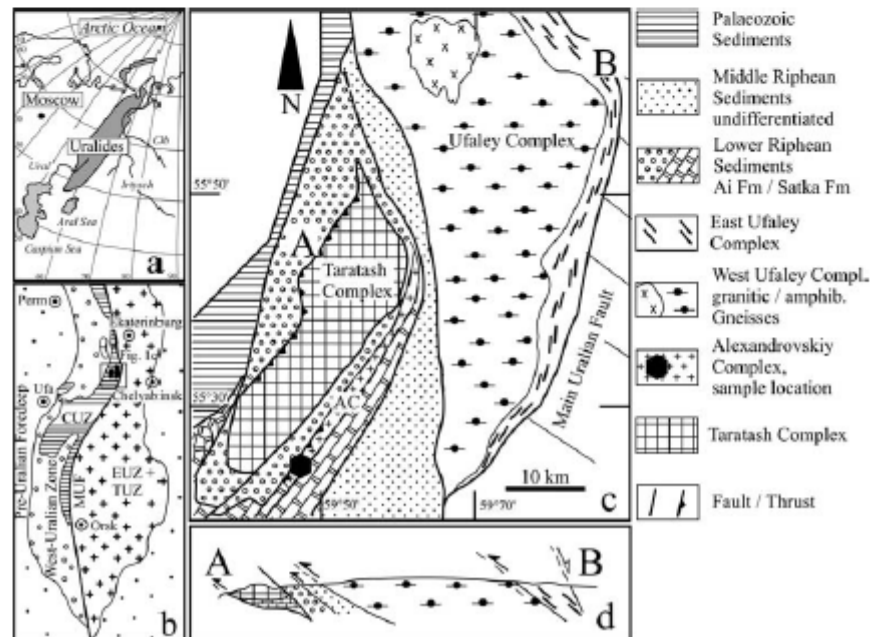 Arctic Ocean
Moscow
Uralides
Ural
Ob
Irtysch
Aral Sea
Caspian Sea
a
Perm
Ekaterinburg
Fig. 1c
Ufa
Chelyabinsk
CUZ
Pre-Uralian Foredeep
West-Uralian Zone
MUF
EUZ +
TUZ
Orsk
b
N
B
Ufaley Complex
55°50'
A
Taratash
Complex
Main Uralian Fault
55°30'
AC
10 km
59°50'
59°70'
c
A
B
d
Palaeozoic
Sediments
Middle Riphean
Sediments
undifferentiated
Lower Riphean
Sediments
Ai Fm / Satka Fm
East Ufaley
Complex
West Ufaley Compl.,
granitic / amphib.
Gneisses
Alexandrovskiy
Complex,
sample location
Taratash Complex
Fault / Thrust